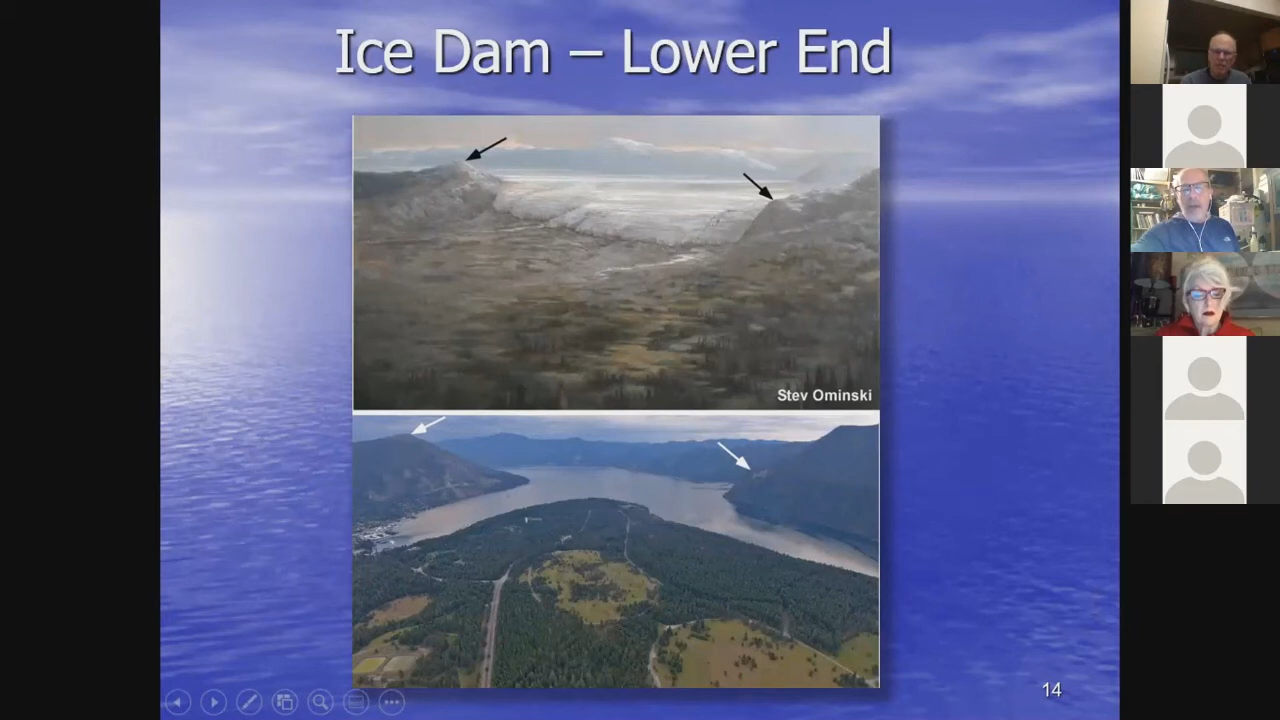 Ice Dam – Lower End
Stev Ominski
14